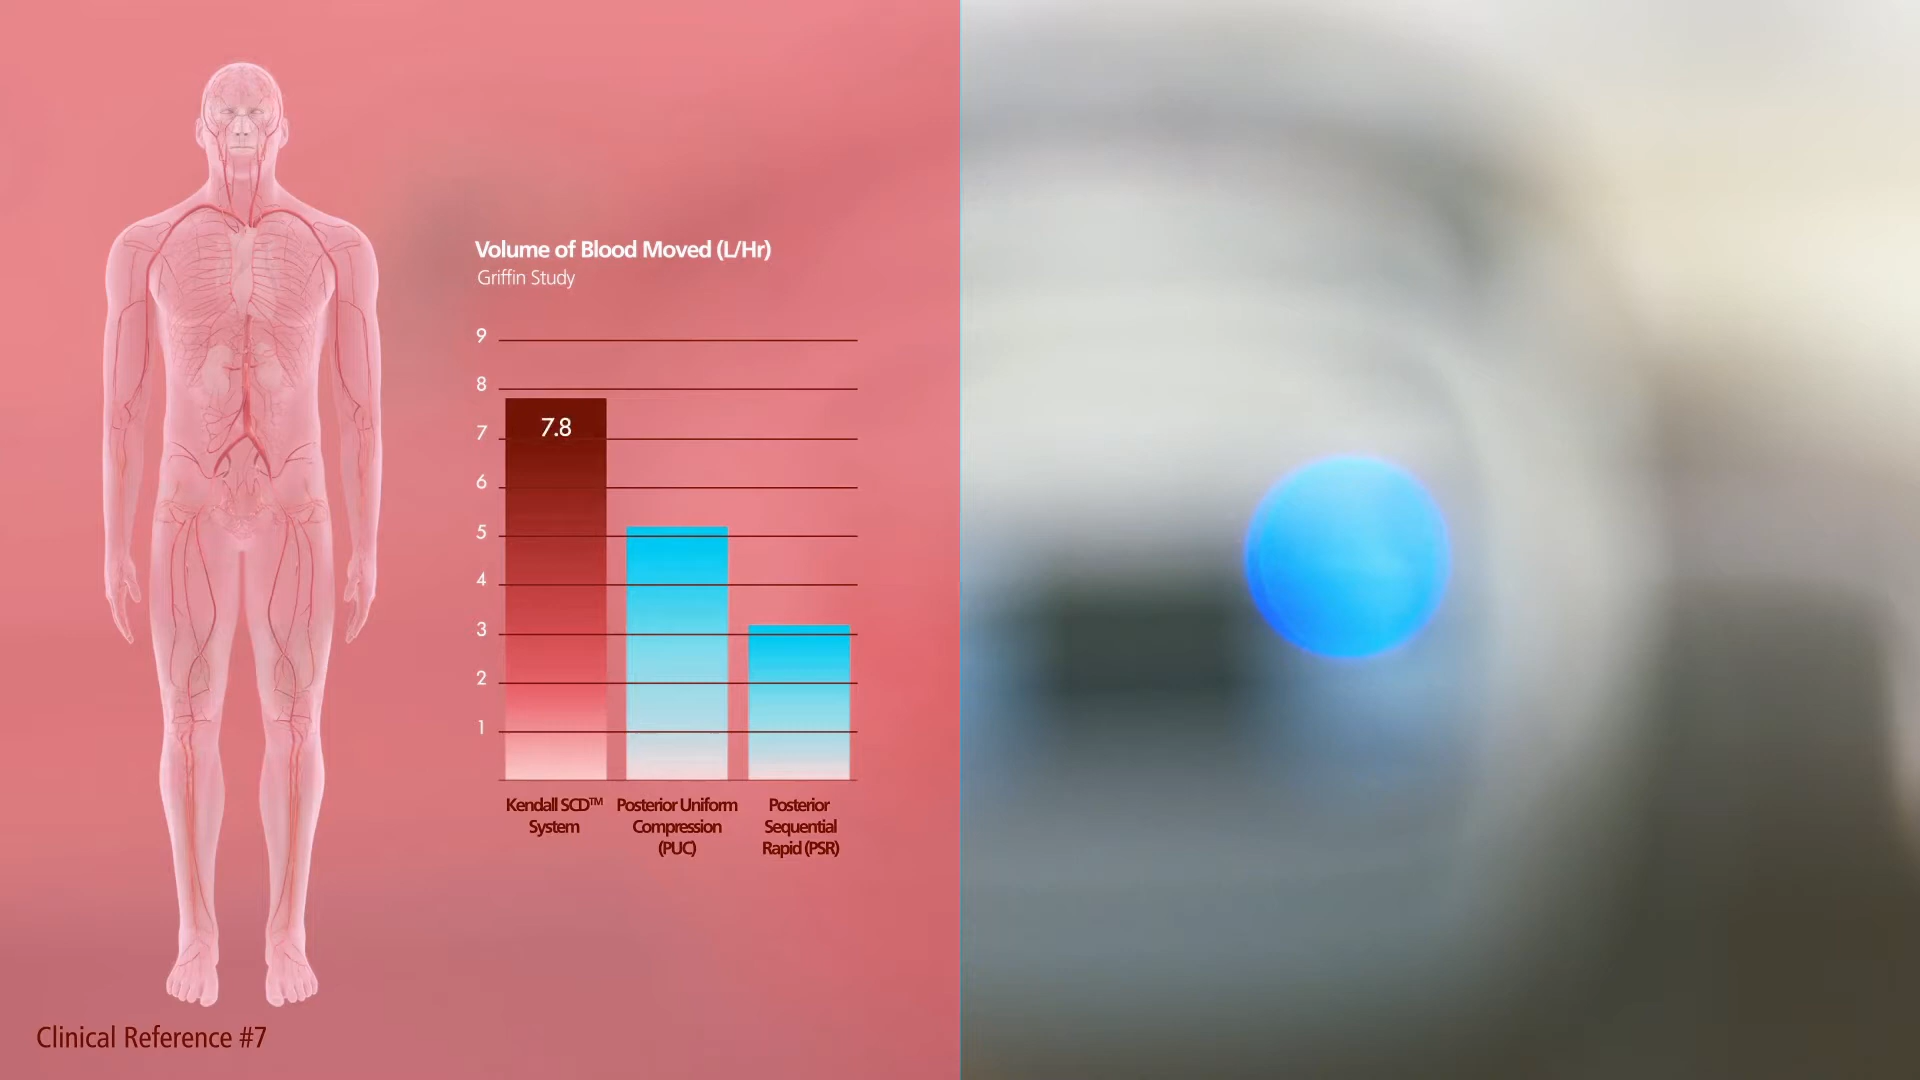 Volume of Blood Moved (L/Hr)
Griffin Study
9
8
7.8
7
6
5
4
3
2
1
Kendall SCD™
System
Posterior Uniform
Compression
(PUC)
Posterior
Sequential
Rapid (PSR)
Clinical Reference #7